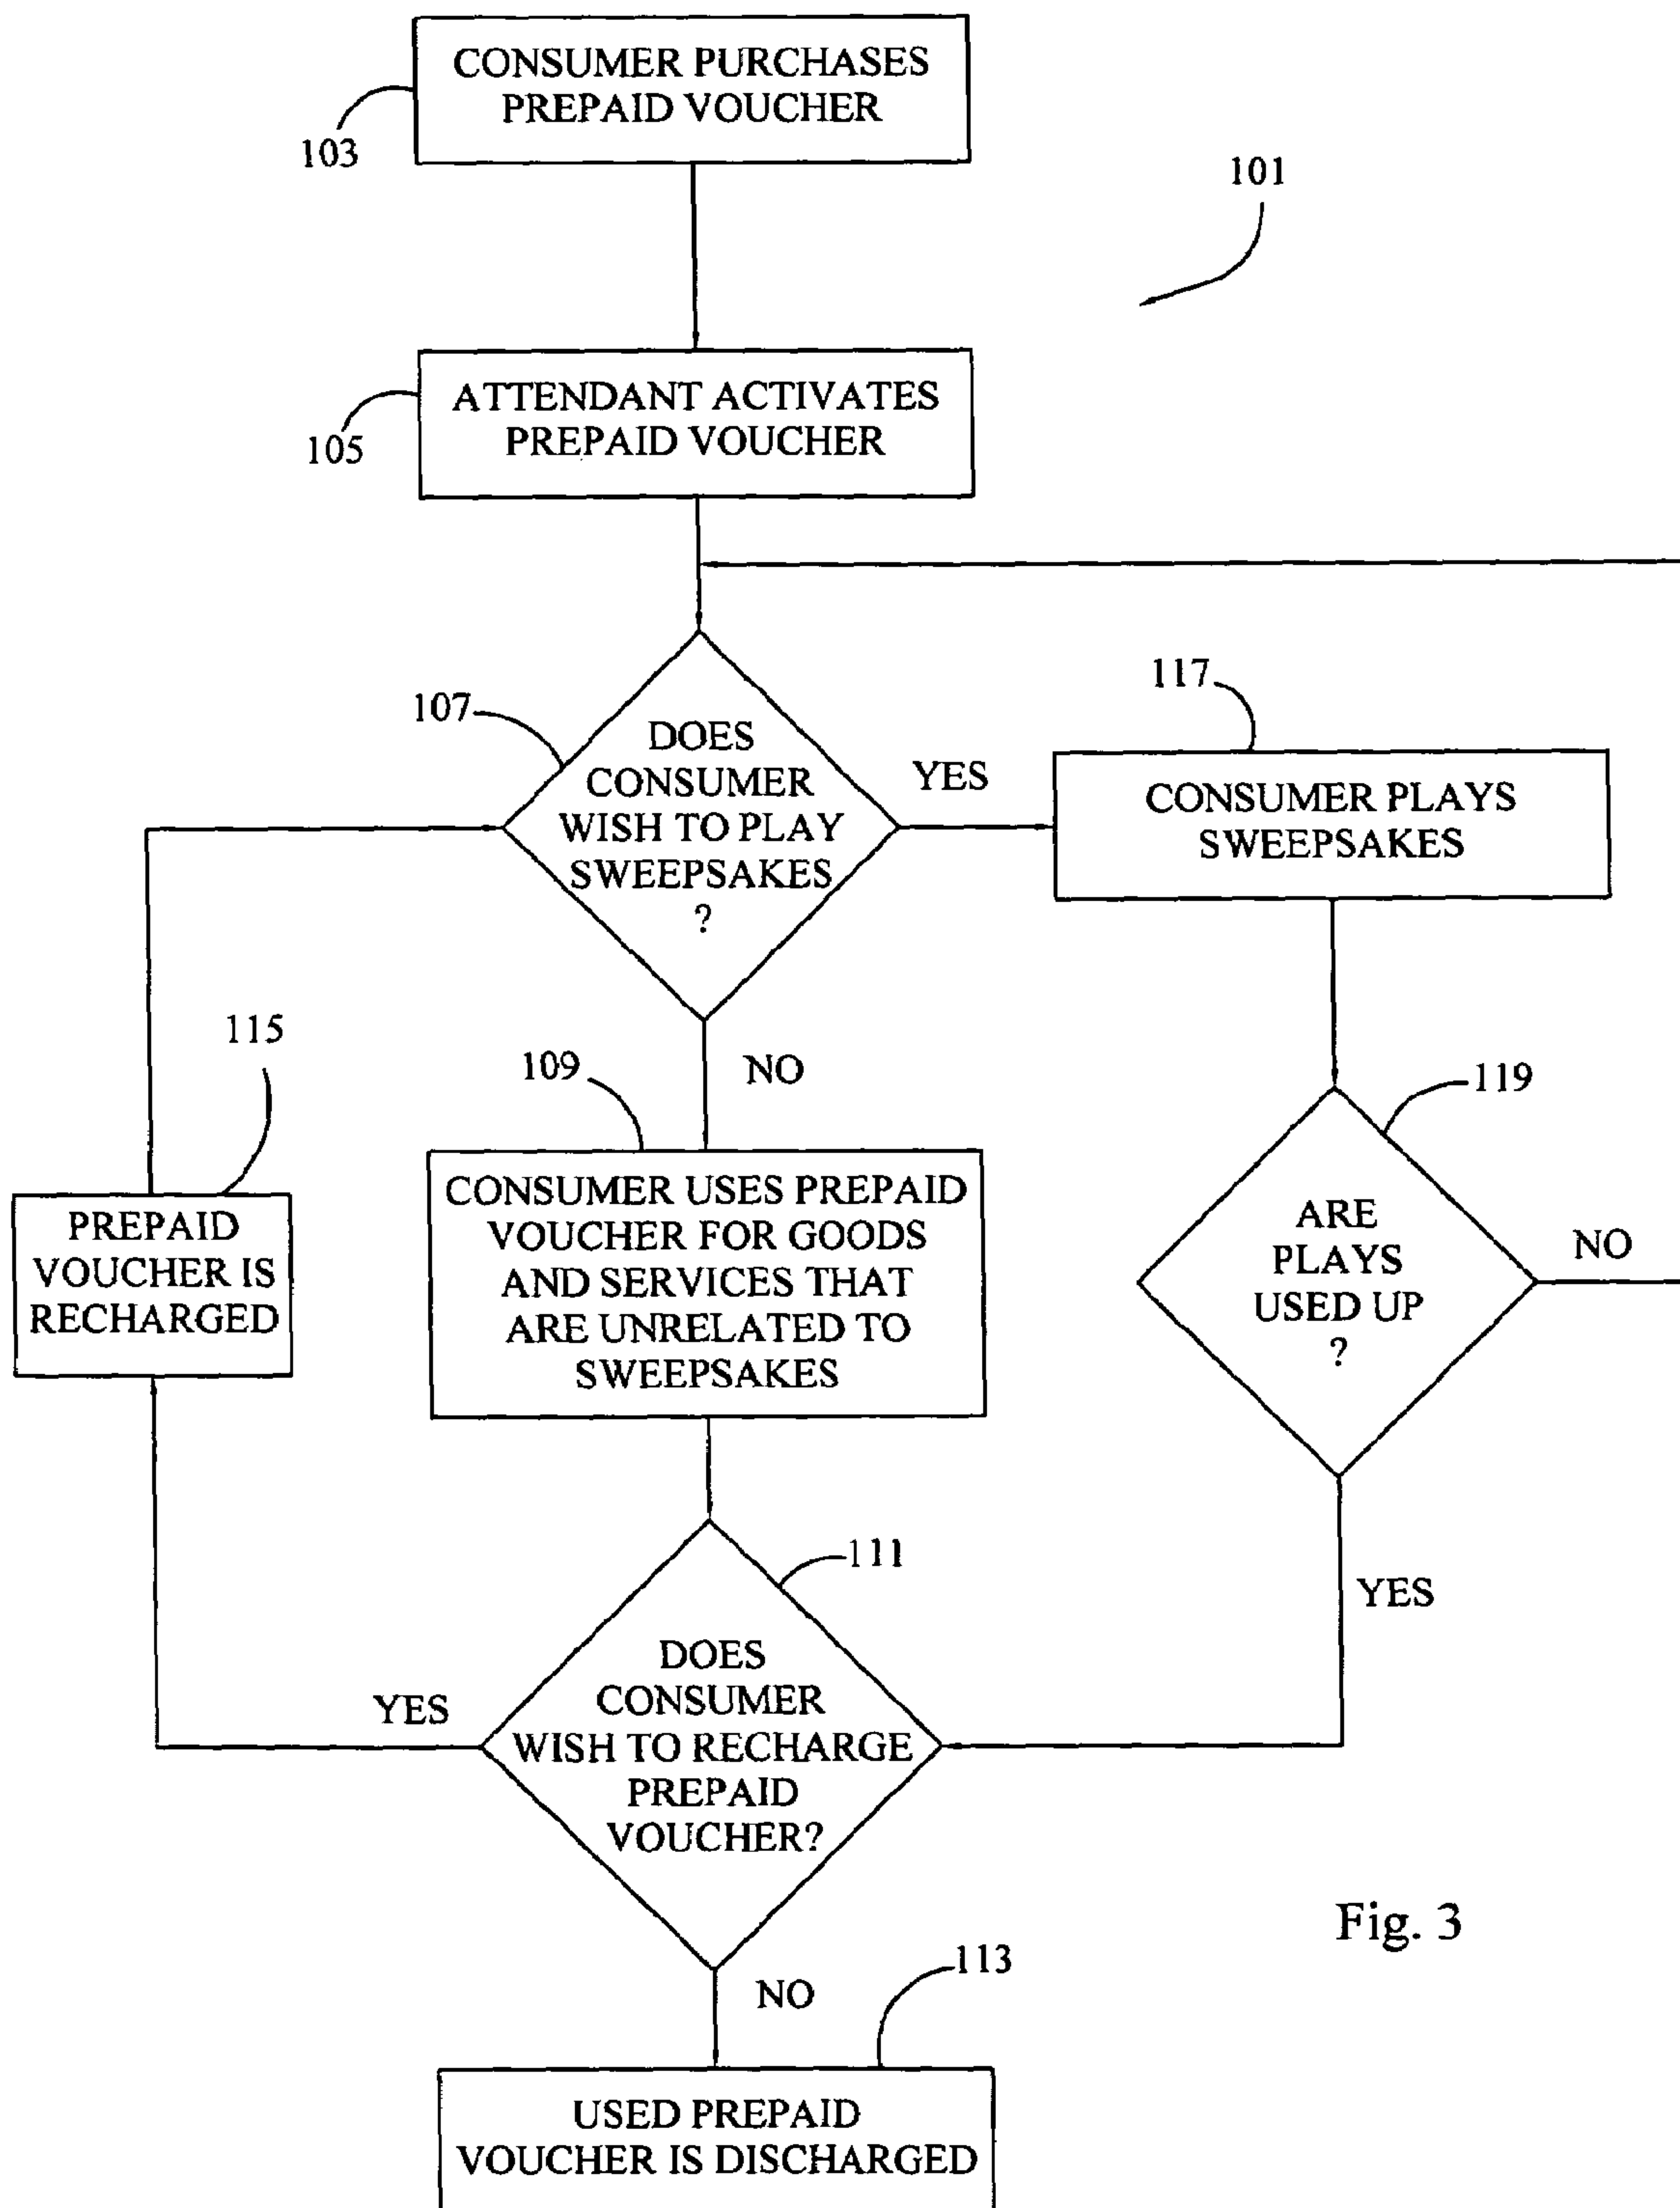 CONSUMER PURCHASES
PREPAID VOUCHER
103
101
ATTENDANT ACTIVATES
PREPAID VOUCHER
105
107
DOES
CONSUMER
WISH TO PLAY
SWEEPSAKES
?
YES
117
CONSUMER PLAYS
SWEEPSAKES
115
NO
109
119
PREPAID
VOUCHER IS
RECHARGED
CONSUMER USES PREPAID
VOUCHER FOR GOODS
AND SERVICES THAT
ARE UNRELATED TO
SWEEPSAKES
ARE
PLAYS
USED UP
?
NO
111
YES
DOES
CONSUMER
WISH TO RECHARGE
PREPAID
VOUCHER?
YES
Fig. 3
NO
113
USED PREPAID
VOUCHER IS DISCHARGED